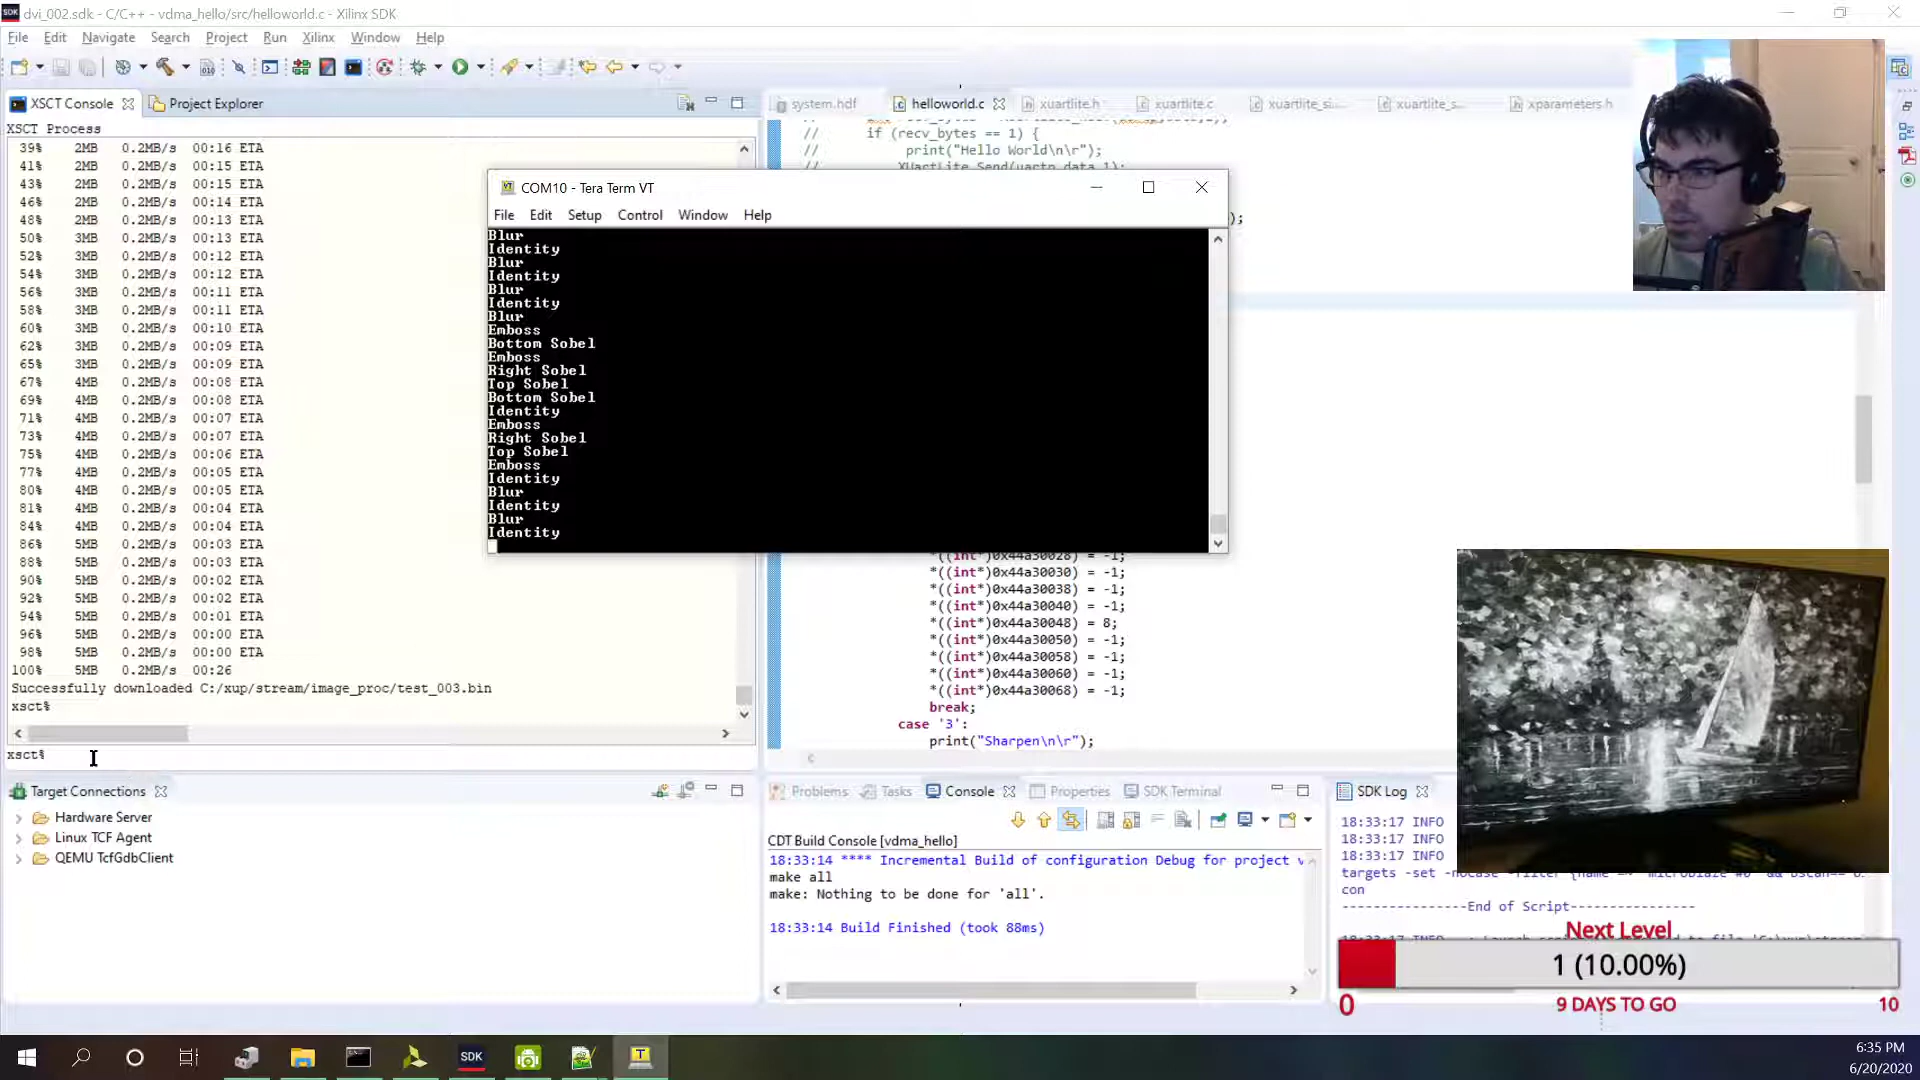 dvi_002.sdk - C/C++ - vdma_hello/src/helloworld.c - Xilinx SDK
File Edit Navigate Search Project Run Xilinx Window Help
XSCT Console
Project Explorer
system.hdf
helloworld.c
xuartlite.h
xuartlite.c
xuartlite_si...
xuartlite_s...
xparameters.h
XSCT Process
39% 2MB 0.2MB/s 00:16 ETA
41% 2MB 0.2MB/s 00:15 ETA
43% 2MB 0.2MB/s 00:15 ETA
46% 2MB 0.2MB/s 00:14 ETA
48% 2MB 0.2MB/s 00:13 ETA
50% 3MB 0.2MB/s 00:13 ETA
52% 3MB 0.2MB/s 00:12 ETA
54% 3MB 0.2MB/s 00:12 ETA
56% 3MB 0.2MB/s 00:11 ETA
58% 3MB 0.2MB/s 00:11 ETA
60% 3MB 0.2MB/s 00:10 ETA
62% 3MB 0.2MB/s 00:09 ETA
65% 3MB 0.2MB/s 00:09 ETA
67% 4MB 0.2MB/s 00:08 ETA
69% 4MB 0.2MB/s 00:08 ETA
71% 4MB 0.2MB/s 00:07 ETA
73% 4MB 0.2MB/s 00:07 ETA
75% 4MB 0.2MB/s 00:06 ETA
77% 4MB 0.2MB/s 00:05 ETA
80% 4MB 0.2MB/s 00:05 ETA
81% 4MB 0.2MB/s 00:04 ETA
84% 4MB 0.2MB/s 00:04 ETA
86% 5MB 0.2MB/s 00:03 ETA
88% 5MB 0.2MB/s 00:03 ETA
90% 5MB 0.2MB/s 00:02 ETA
92% 5MB 0.2MB/s 00:02 ETA
94% 5MB 0.2MB/s 00:01 ETA
96% 5MB 0.2MB/s 00:00 ETA
98% 5MB 0.2MB/s 00:00 ETA
100% 5MB 0.2MB/s 00:26
Successfully downloaded C:/xup/stream/image_proc/test_003.bin
xsct%
xsct%
// if (recv_bytes == 1) {
// print("Hello World\n\r");
// XUartLite_Send(uartp,data,1);
);
COM10 - Tera Term VT
File Edit Setup Control Window Help
Blur
Identity
Blur
Identity
Blur
Identity
Blur
Emboss
Bottom Sobel
Emboss
Right Sobel
Top Sobel
Bottom Sobel
Identity
Emboss
Right Sobel
Top Sobel
Emboss
Identity
Blur
Identity
Blur
Identity
*((int*)0x44a30028) = -1;
*((int*)0x44a30030) = -1;
*((int*)0x44a30038) = -1;
*((int*)0x44a30040) = -1;
*((int*)0x44a30048) = 8;
*((int*)0x44a30050) = -1;
*((int*)0x44a30058) = -1;
*((int*)0x44a30060) = -1;
*((int*)0x44a30068) = -1;
break;
case '3':
print("Sharpen\n\r");
Target Connections
Hardware Server
Linux TCF Agent
QEMU TcfGdbClient
Problems Tasks Console Properties SDK Terminal
CDT Build Console [vdma_hello]
18:33:14 **** Incremental Build of configuration Debug for project v
make all
make: Nothing to be done for 'all'.
18:33:14 Build Finished (took 88ms)
SDK Log
18:33:17 INFO
18:33:17 INFO
18:33:17 INFO
targets -set -nocase -filter {name =~
con
----------------End of Script----------------
Next Level
1 (10.00%)
0
9 DAYS TO GO
10
SDK
6:35 PM
6/20/2020